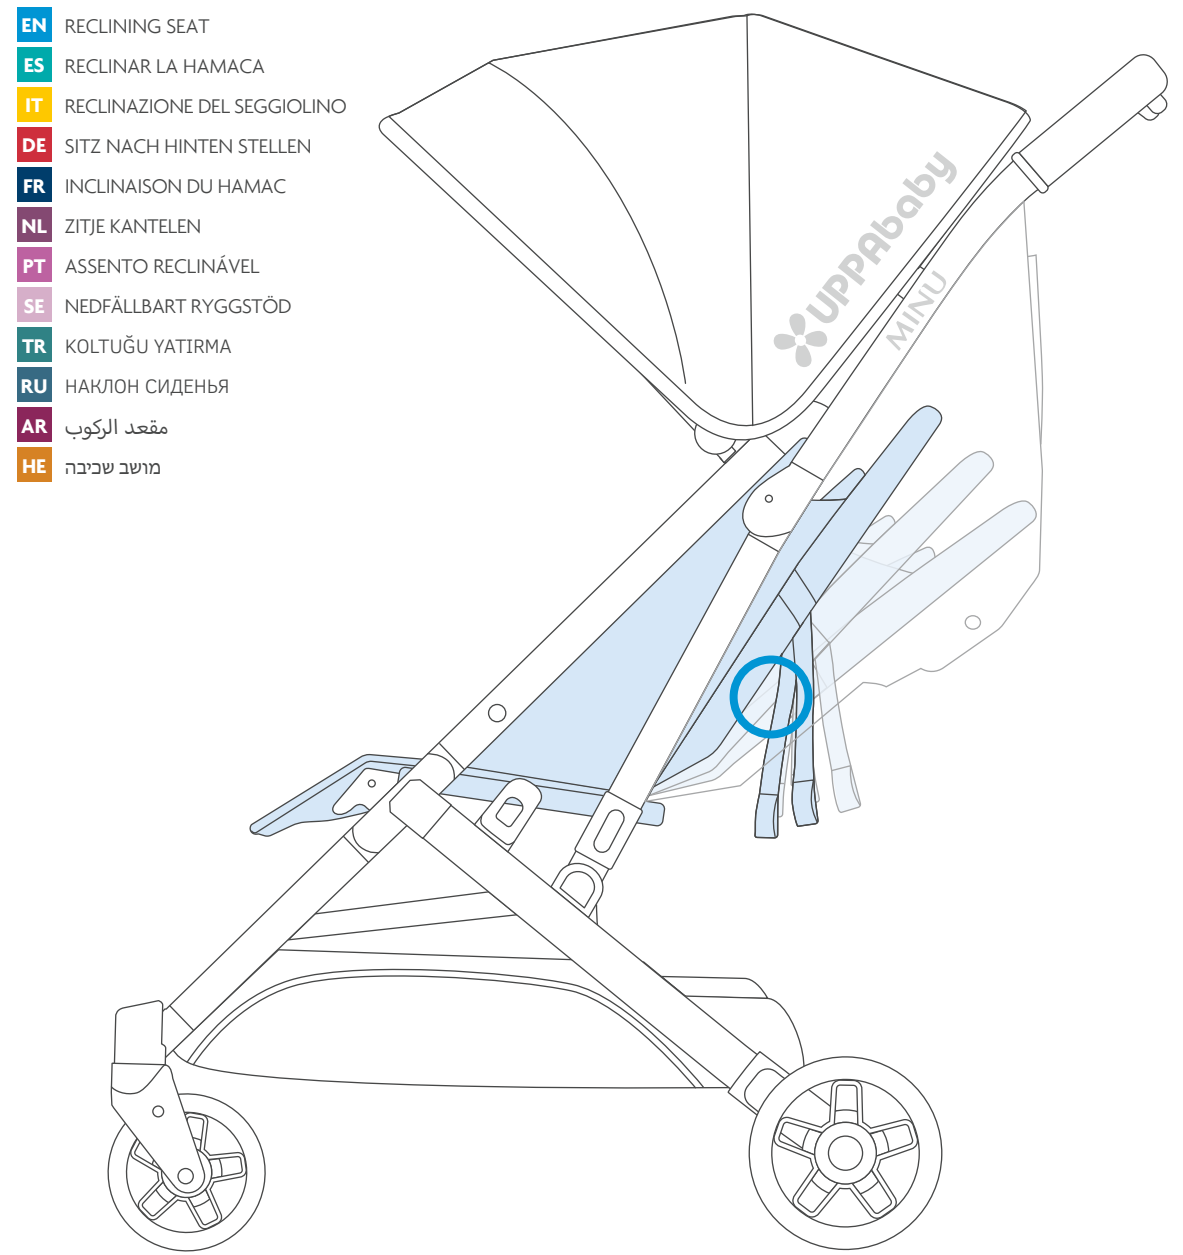 EN RECLINING SEAT
ES RECLINAR LA HAMACA
IT RECLINAZIONE DEL SEGGIOLINO
DE SITZ NACH HINTEN STELLEN
FR INCLINAISON DU HAMAC
NL ZITJE KANTELEN
PT ASSENTO RECLINÁVEL
SE NEDFÄLLBART RYGGSTÖD
TR KOLTUĞU YATIRMA
RU НАКЛОН СИДЕНЬЯ
AR مقعد الركوب
HE מושב שכיבה
UPPAbaby
MINU